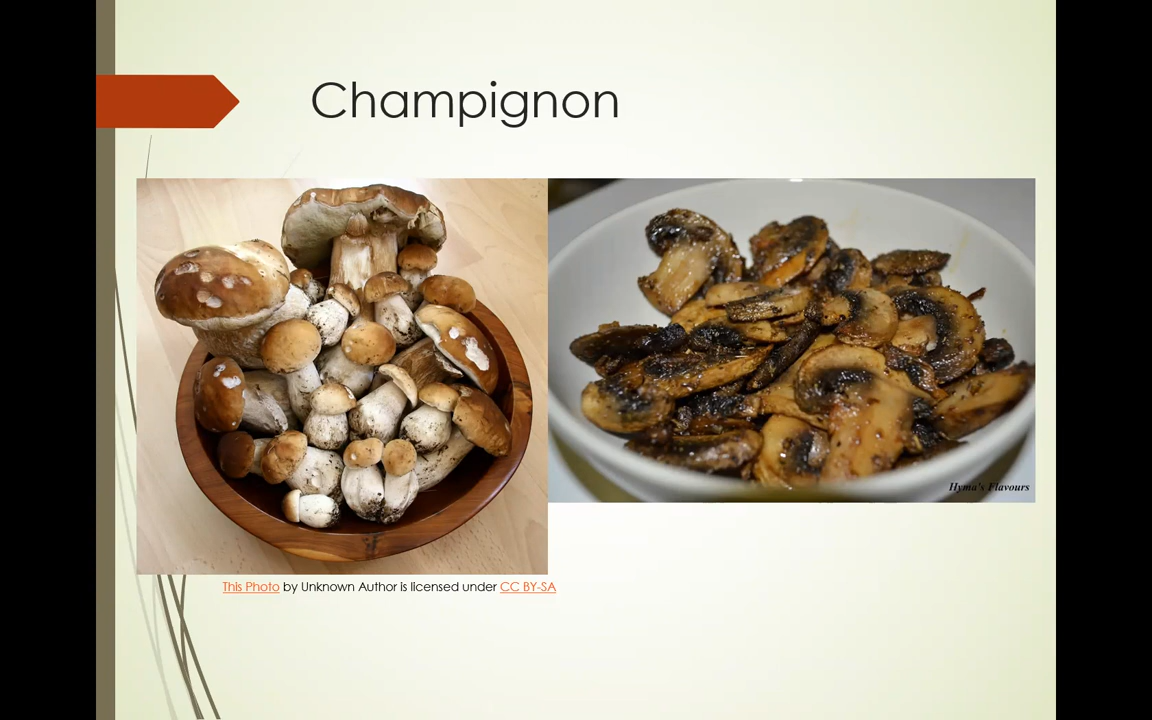 Champignon
Hyma's Flavours
This Photo by Unknown Author is licensed under CC BY-SA